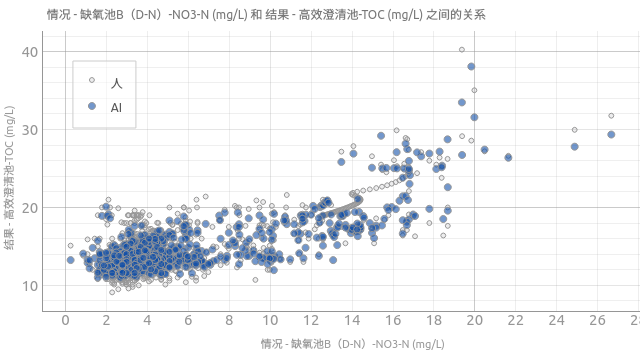 情况 - 缺氧池B（D-N）-NO3-N (mg/L) 和 结果 - 高效澄清池-TOC (mg/L) 之间的关系
人
AI
结果 - 高效澄清池-TOC (mg/L)
40
30
20
10
0 2 4 6 8 10 12 14 16 18 20 22 24 26 28
情况 - 缺氧池B（D-N）-NO3-N (mg/L)